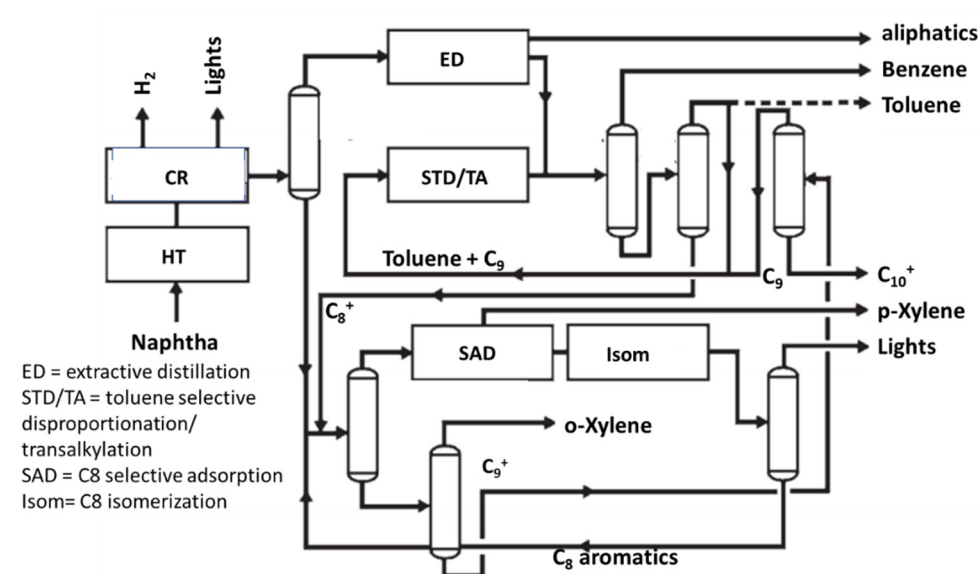 aliphatics
ED
Benzene
H₂
Lights
Toluene
CR
STD/TA
HT
Toluene + C₉
C₉
C₁₀⁺
C₈⁺
p-Xylene
Naphtha
SAD
Isom
Lights
ED = extractive distillation
STD/TA = toluene selective
disproportionation/
transalkylation
SAD = C8 selective adsorption
Isom= C8 isomerization
o-Xylene
C₉⁺
C₈ aromatics